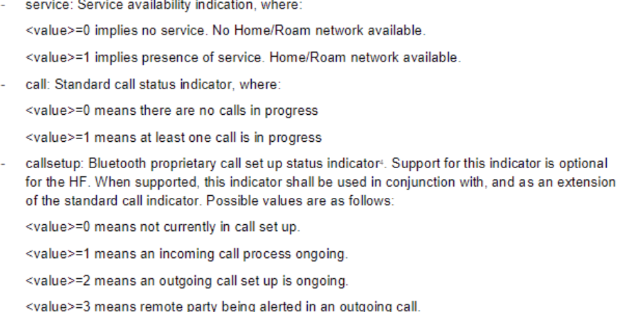 - service: Service availability indication, where:
<value>=0 implies no service. No Home/Roam network available.
<value>=1 implies presence of service. Home/Roam network available.
- call: Standard call status indicator, where:
<value>=0 means there are no calls in progress
<value>=1 means at least one call is in progress
- callsetup: Bluetooth proprietary call set up status indicator⁴. Support for this indicator is optional
for the HF. When supported, this indicator shall be used in conjunction with, and as an extension
of the standard call indicator. Possible values are as follows:
<value>=0 means not currently in call set up.
<value>=1 means an incoming call process ongoing.
<value>=2 means an outgoing call set up is ongoing.
<value>=3 means remote party being alerted in an outgoing call.